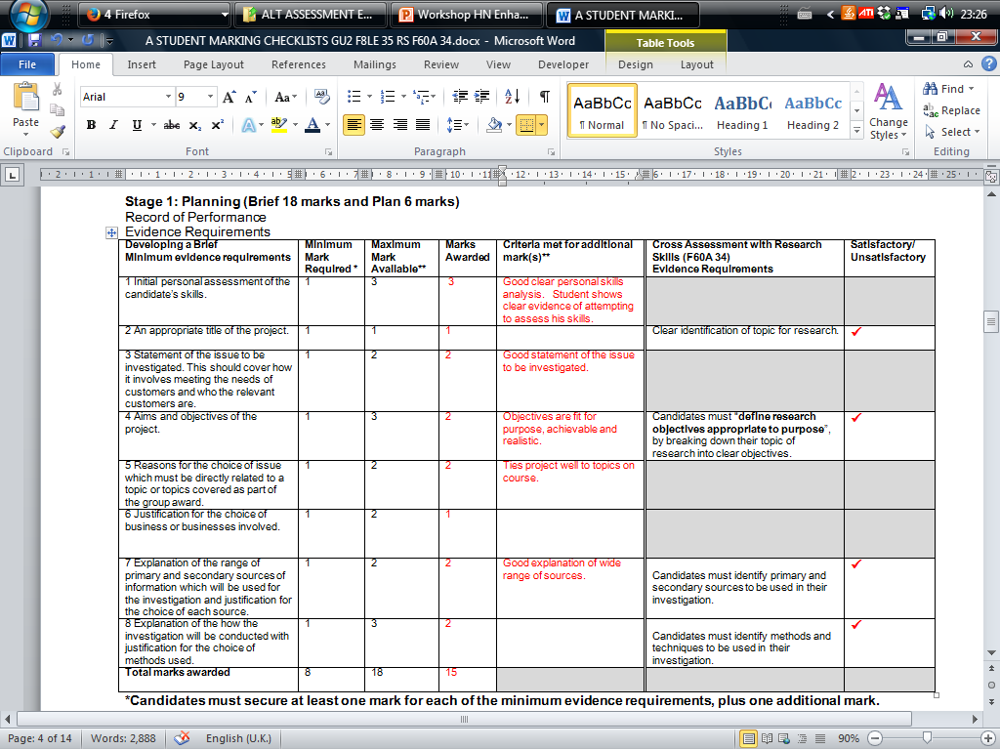 4 Firefox
ALT ASSESSMENT E...
Workshop HN Enha...
A STUDENT MARKI...
ATI
23:26
A STUDENT MARKING CHECKLISTS GU2 F8LE 35 RS F60A 34.docx - Microsoft Word
Table Tools
File
Home
Insert
Page Layout
References
Mailings
Review
View
Developer
Design
Layout
Paste
Clipboard
Arial
9
Font
Paragraph
AaBbCc
¶ Normal
AaBbCc
¶ No Spaci...
AaBbC
Heading 1
AaBbCc
Heading 2
Change
Styles
Styles
Find
Replace
Select
Editing
Stage 1: Planning (Brief 18 marks and Plan 6 marks)
Record of Performance
Evidence Requirements
Developing a Brief
Minimum evidence requirements
Minimum
Mark
Required *
Maximum
Mark
Available**
Marks
Awarded
Criteria met for additional
mark(s)**
Cross Assessment with Research
Skills (F60A 34)
Evidence Requirements
Satisfactory/
Unsatisfactory
1 Initial personal assessment of the
candidate's skills.
1
3
3
Good clear personal skills
analysis. Student shows
clear evidence of attempting
to assess his skills.
2 An appropriate title of the project.
1
1
1
Clear identification of topic for research.
✓
3 Statement of the issue to be
investigated. This should cover how
it involves meeting the needs of
customers and who the relevant
customers are.
1
2
2
Good statement of the issue
to be investigated.
4 Aims and objectives of the
project.
1
3
2
Objectives are fit for
purpose, achievable and
realistic.
Candidates must "define research
objectives appropriate to purpose",
by breaking down their topic of
research into clear objectives.
✓
5 Reasons for the choice of issue
which must be directly related to a
topic or topics covered as part of
the group award.
1
2
2
Ties project well to topics on
course.
6 Justification for the choice of
business or businesses involved.
1
2
1
7 Explanation of the range of
primary and secondary sources of
information which will be used for
the investigation and justification for
the choice of each source.
1
2
2
Good explanation of wide
range of sources.
Candidates must identify primary and
secondary sources to be used in their
investigation.
✓
8 Explanation of the how the
investigation will be conducted with
justification for the choice of
methods used.
1
3
2
Candidates must identify methods and
techniques to be used in their
investigation.
✓
Total marks awarded
8
18
15
*Candidates must secure at least one mark for each of the minimum evidence requirements, plus one additional mark.
Page: 4 of 14
Words: 2,888
English (U.K.)
90%